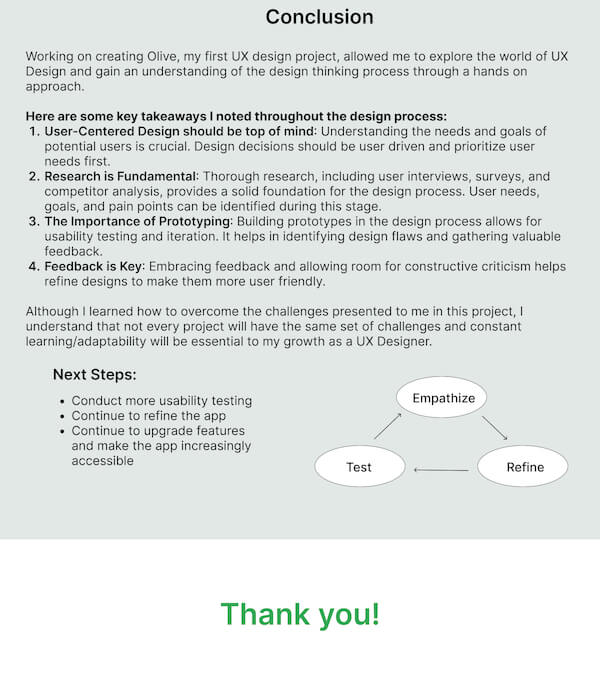 Conclusion
Working on creating Olive, my first UX design project, allowed me to explore the world of UX
Design and gain an understanding of the design thinking process through a hands on
approach.
Here are some key takeaways I noted throughout the design process:
1. User-Centered Design should be top of mind: Understanding the needs and goals of
potential users is crucial. Design decisions should be user driven and prioritize user
needs first.
2. Research is Fundamental: Thorough research, including user interviews, surveys, and
competitor analysis, provides a solid foundation for the design process. User needs,
goals, and pain points can be identified during this stage.
3. The Importance of Prototyping: Building prototypes in the design process allows for
usability testing and iteration. It helps in identifying design flaws and gathering valuable
feedback.
4. Feedback is Key: Embracing feedback and allowing room for constructive criticism helps
refine designs to make them more user friendly.
Although I learned how to overcome the challenges presented to me in this project, I
understand that not every project will have the same set of challenges and constant
learning/adaptability will be essential to my growth as a UX Designer.
Next Steps:
• Conduct more usability testing
• Continue to refine the app
• Continue to upgrade features
and make the app increasingly
accessible
Empathize
Test
Refine
Thank you!